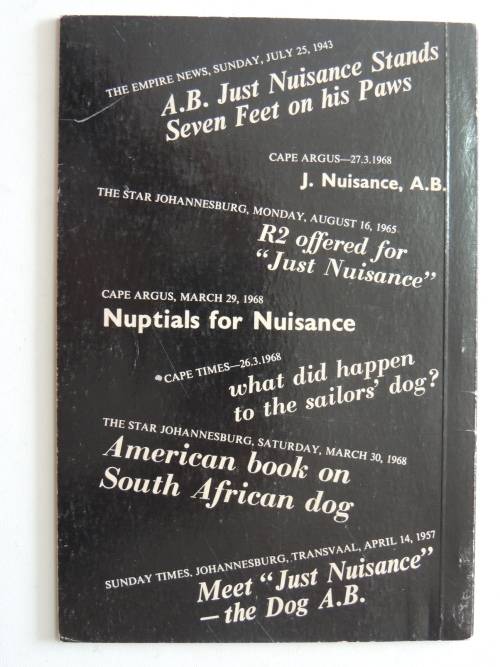 THE EMPIRE NEWS, SUNDAY, JULY 25, 1943
A.B. Just Nuisance Stands
Seven Feet on his Paws
CAPE ARGUS—27.3.1968
J. Nuisance, A.B.
THE STAR JOHANNESBURG, MONDAY, AUGUST 16, 1965
R2 offered for
“Just Nuisance”
CAPE ARGUS, MARCH 29, 1968
Nuptials for Nuisance
CAPE TIMES—26.3.1968
what did happen
to the sailors’ dog?
THE STAR JOHANNESBURG, SATURDAY, MARCH 30, 1968
American book on
South African dog
SUNDAY TIMES, JOHANNESBURG, TRANSVAAL, APRIL 14, 1957
Meet “Just Nuisance”
—the Dog A.B.